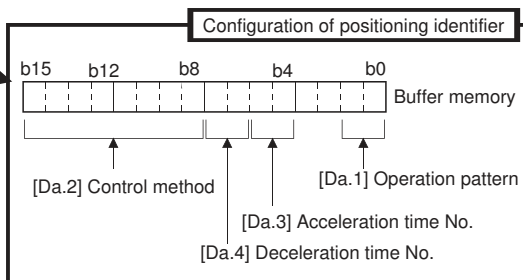 Configuration of positioning identifier
b15 b12 b8 b4 b0
Buffer memory
[Da.2] Control method
[Da.1] Operation pattern
[Da.3] Acceleration time No.
[Da.4] Deceleration time No.